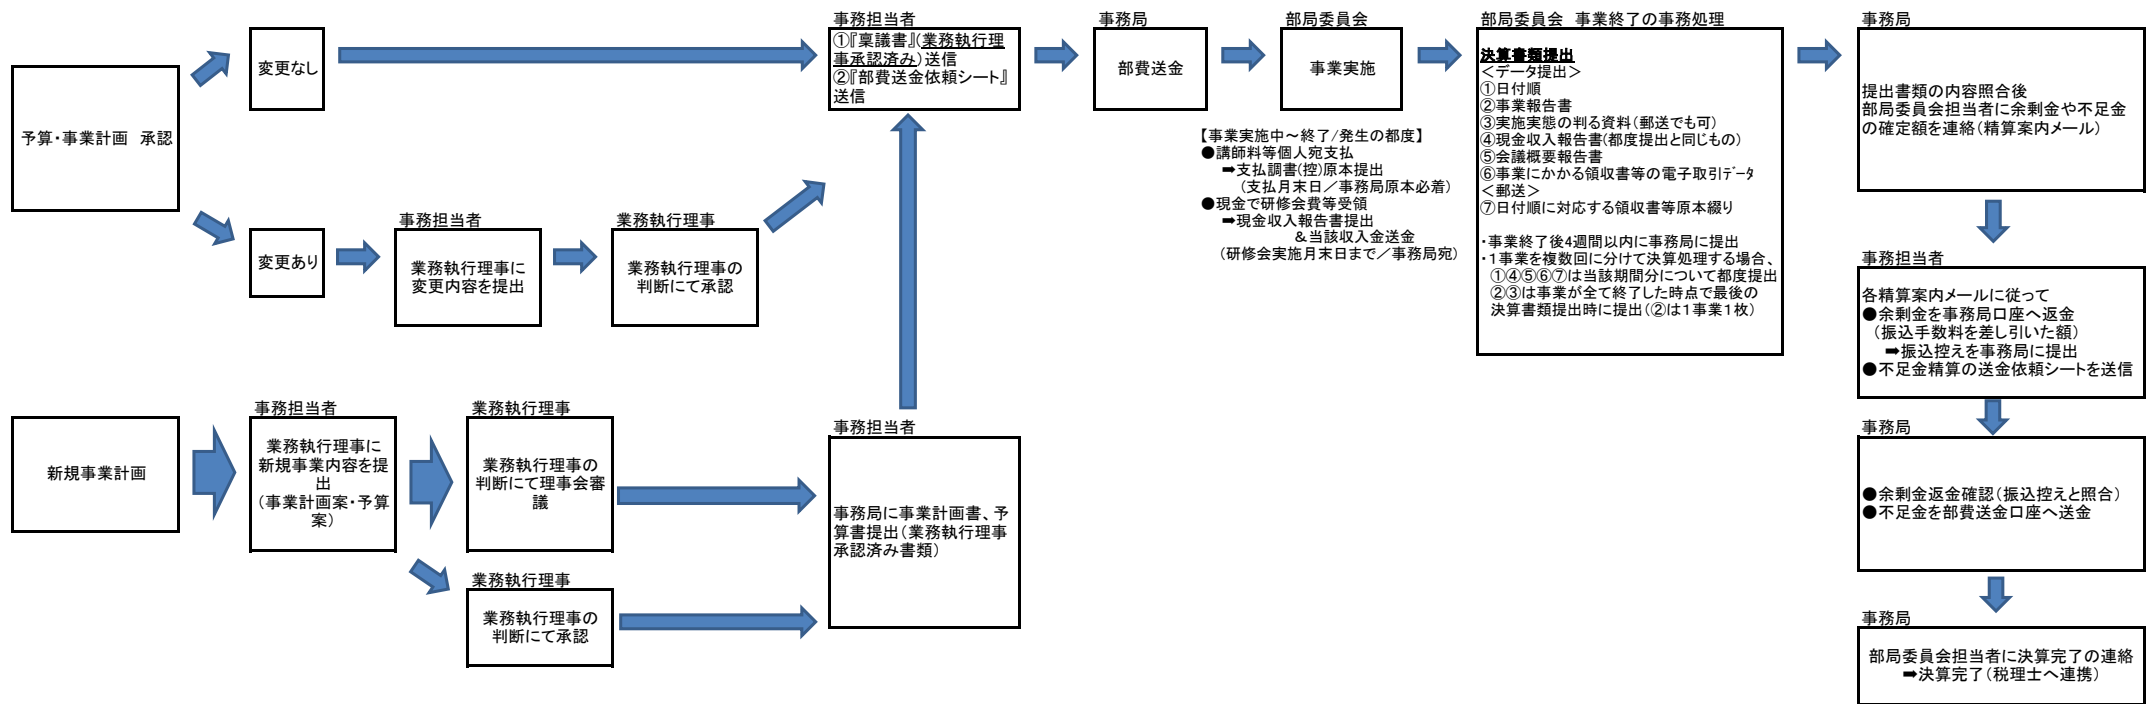 予算・事業計画　承認
変更なし
変更あり
事務担当者
業務執行理事に
変更内容を提出
業務執行理事
業務執行理事の
判断にて承認
事務担当者
①『稟議書』(業務執行理
事承認済み)送信
②『部費送金依頼シート』
送信
事務局
部費送金
部局委員会
事業実施
【事業実施中～終了/発生の都度】
●講師料等個人宛支払
➡支払調書(控)原本提出
（支払月末日／事務局原本必着）
●現金で研修会費等受領
➡現金収入報告書提出
＆当該収入金送金
（研修会実施月末日まで／事務局宛）
部局委員会　事業終了の事務処理
決算書類提出
＜データ提出＞
①日付順
②事業報告書
③実施実態の判る資料（郵送でも可）
④現金収入報告書(都度提出と同じもの）
⑤会議概要報告書
⑥事業にかかる領収書等の電子取引データ
＜郵送＞
⑦日付順に対応する領収書等原本綴り
・事業終了後4週間以内に事務局に提出
・１事業を複数回に分けて決算処理する場合、
①④⑤⑥⑦は当該期間分について都度提出
②③は事業が全て終了した時点で最後の
決算書類提出時に提出（②は１事業１枚）
事務局
提出書類の内容照合後
部局委員会担当者に余剰金や不足金
の確定額を連絡（精算案内メール）
事務担当者
各精算案内メールに従って
●余剰金を事務局口座へ返金
（振込手数料を差し引いた額）
➡振込控えを事務局に提出
●不足金精算の送金依頼シートを送信
事務局
●余剰金返金確認（振込控えと照合）
●不足金を部費送金口座へ送金
事務局
部局委員会担当者に決算完了の連絡
➡決算完了（税理士へ連携）
新規事業計画
事務担当者
業務執行理事に
新規事業内容を提
出
（事業計画案・予算
案）
業務執行理事
業務執行理事の
判断にて理事会審
議
業務執行理事
業務執行理事の
判断にて承認
事務担当者
事務局に事業計画書、予
算書提出（業務執行理事
承認済み書類）